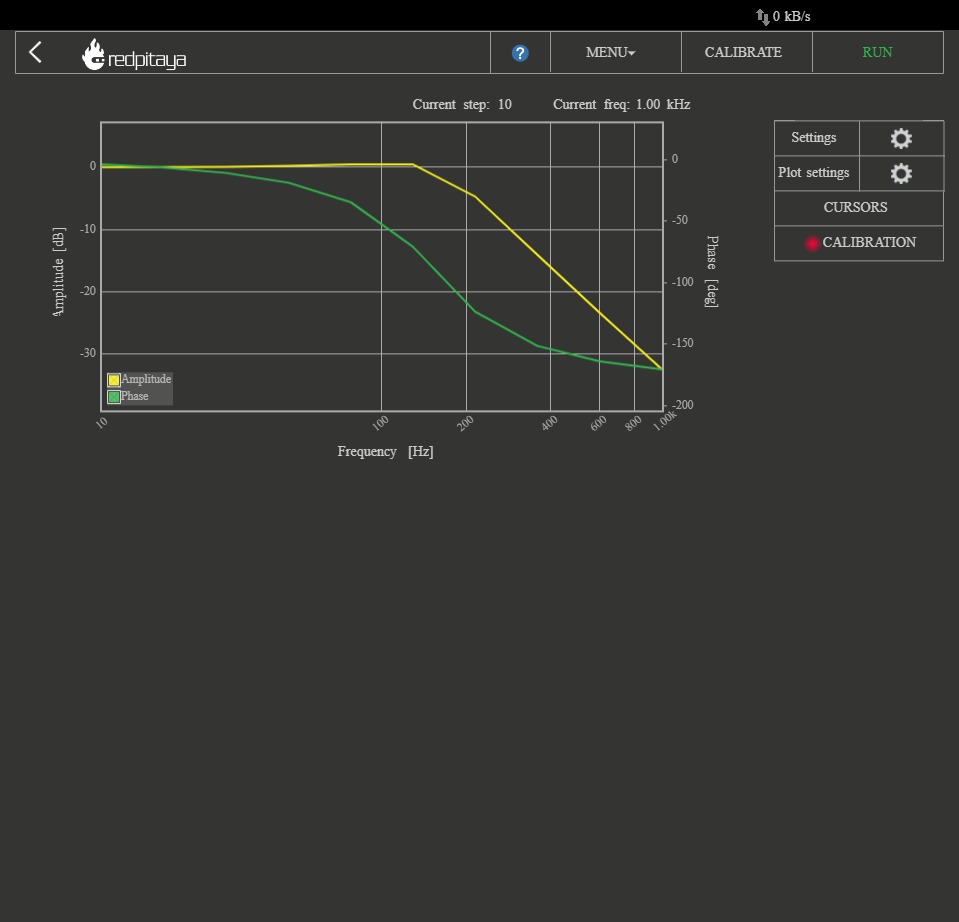 0 kB/s
redpitaya
?
MENU
CALIBRATE
RUN
Current step: 10 Current freq: 1.00 kHz
Settings
Plot settings
CURSORS
CALIBRATION
Amplitude [dB]
0
-10
-20
-30
Amplitude
Phase
0
-50
-100
-150
-200
Phase [deg]
10 100 200 400 600 800 1.00k
Frequency [Hz]